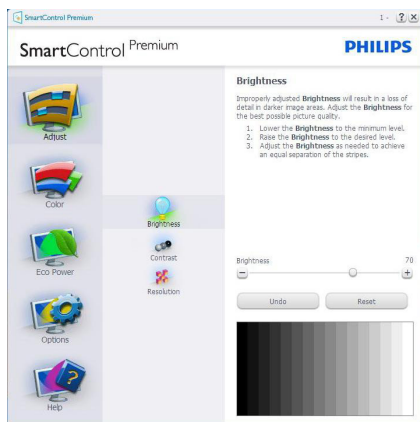 SmartControl Premium
1 -
?
X
SmartControl Premium
PHILIPS
Adjust
Color
Eco Power
Options
Help
Brightness
Contrast
Resolution
Brightness
Improperly adjusted Brightness will result in a loss of
detail in darker image areas. Adjust the Brightness for
the best possible picture quality.
1. Lower the Brightness to the minimum level.
2. Raise the Brightness to the desired level.
3. Adjust the Brightness as needed to achieve
an equal separation of the stripes.
Brightness 70
Undo
Reset